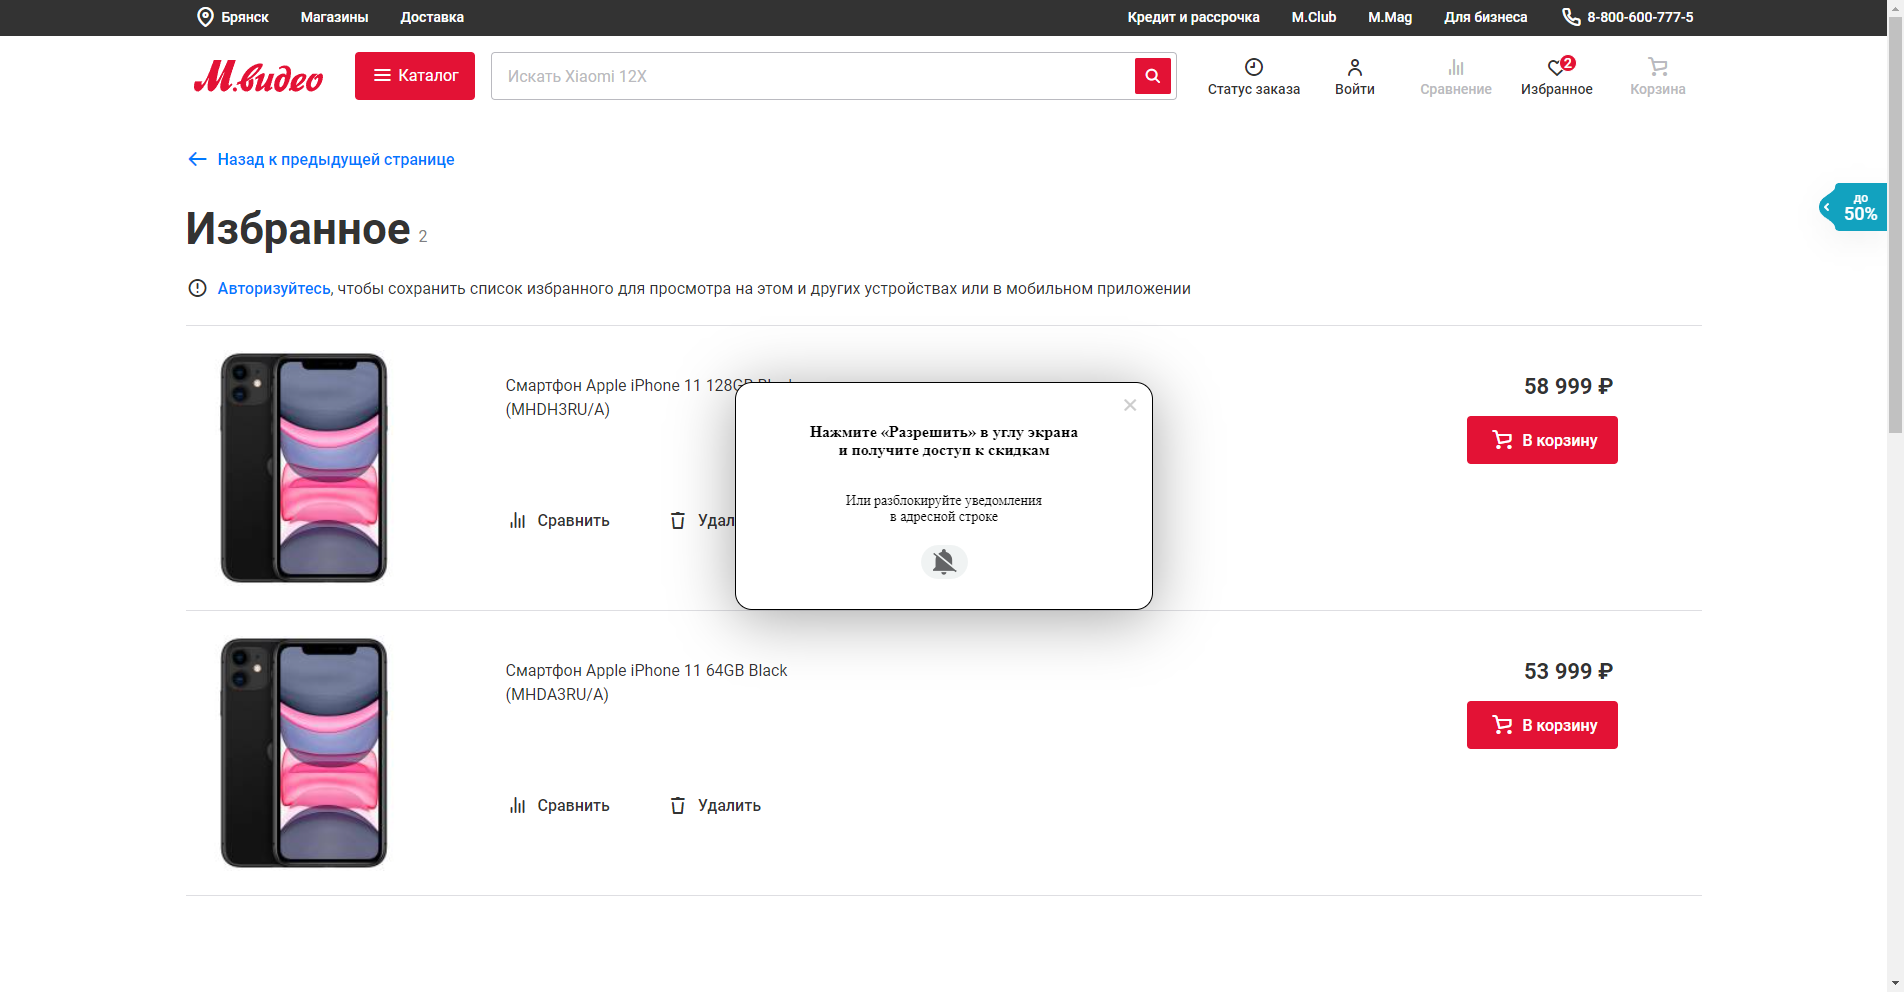 Брянск Магазины Доставка Кредит и рассрочка M.Club M.Mag Для бизнеса 8-800-600-777-5
М.видео Каталог Искать Xiaomi 12X Статус заказа Войти Сравнение Избранное 2 Корзина
Назад к предыдущей странице
до
50%
Избранное 2
Авторизуйтесь, чтобы сохранить список избранного для просмотра на этом и других устройствах или в мобильном приложении
Смартфон Apple iPhone 11 128GB
(MHDH3RU/A)
58 999 ₽
В корзину
Сравнить Удал
Нажмите «Разрешить» в углу экрана
и получите доступ к скидкам
Или разблокируйте уведомления
в адресной строке
Смартфон Apple iPhone 11 64GB Black
(MHDA3RU/A)
53 999 ₽
В корзину
Сравнить Удалить